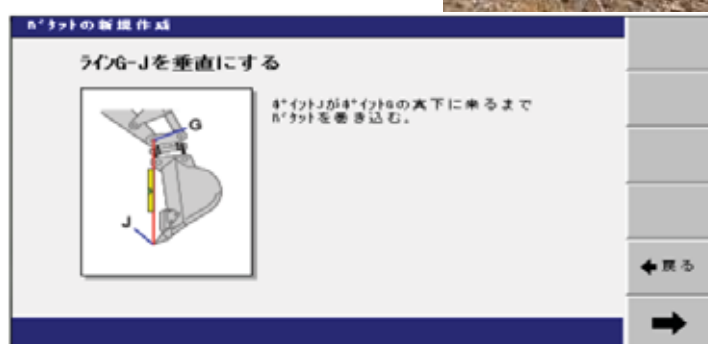 ﾊﾞｹｯﾄの新規作成
ﾗｲﾝG-Jを垂直にする
ﾎﾟｲﾝﾄJがﾎﾟｲﾝﾄGの真下に来るまで
ﾊﾞｹｯﾄを巻き込む。
G
J
戻る